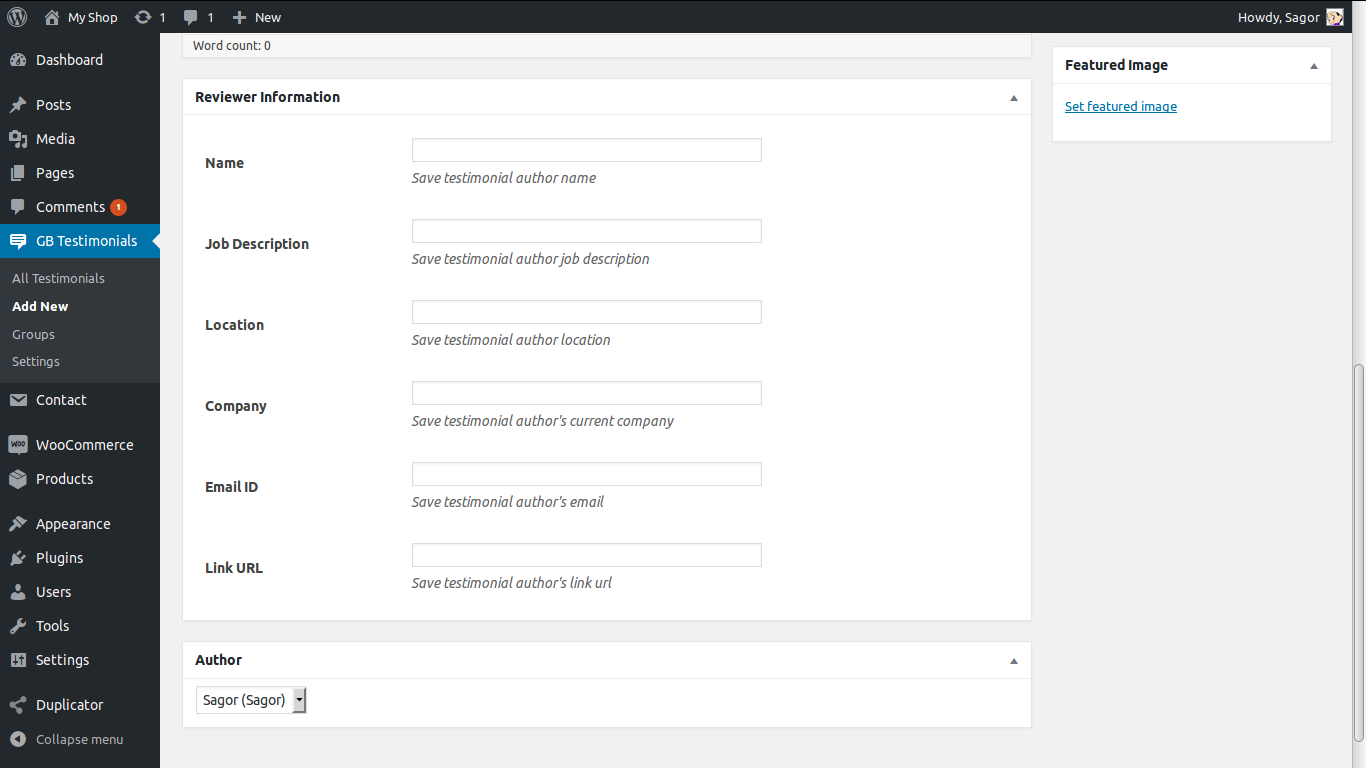 My Shop 1 1 New Howdy, Sagor
Dashboard
Posts
Media
Pages
Comments 1
GB Testimonials
All Testimonials
Add New
Groups
Settings
Contact
WOO WooCommerce
Products
Appearance
Plugins
Users
Tools
Settings
Duplicator
Collapse menu
Word count: 0
Reviewer Information
Name
Save testimonial author name
Job Description
Save testimonial author job description
Location
Save testimonial author location
Company
Save testimonial author's current company
Email ID
Save testimonial author's email
Link URL
Save testimonial author's link url
Author
Sagor (Sagor)
Featured Image
Set featured image